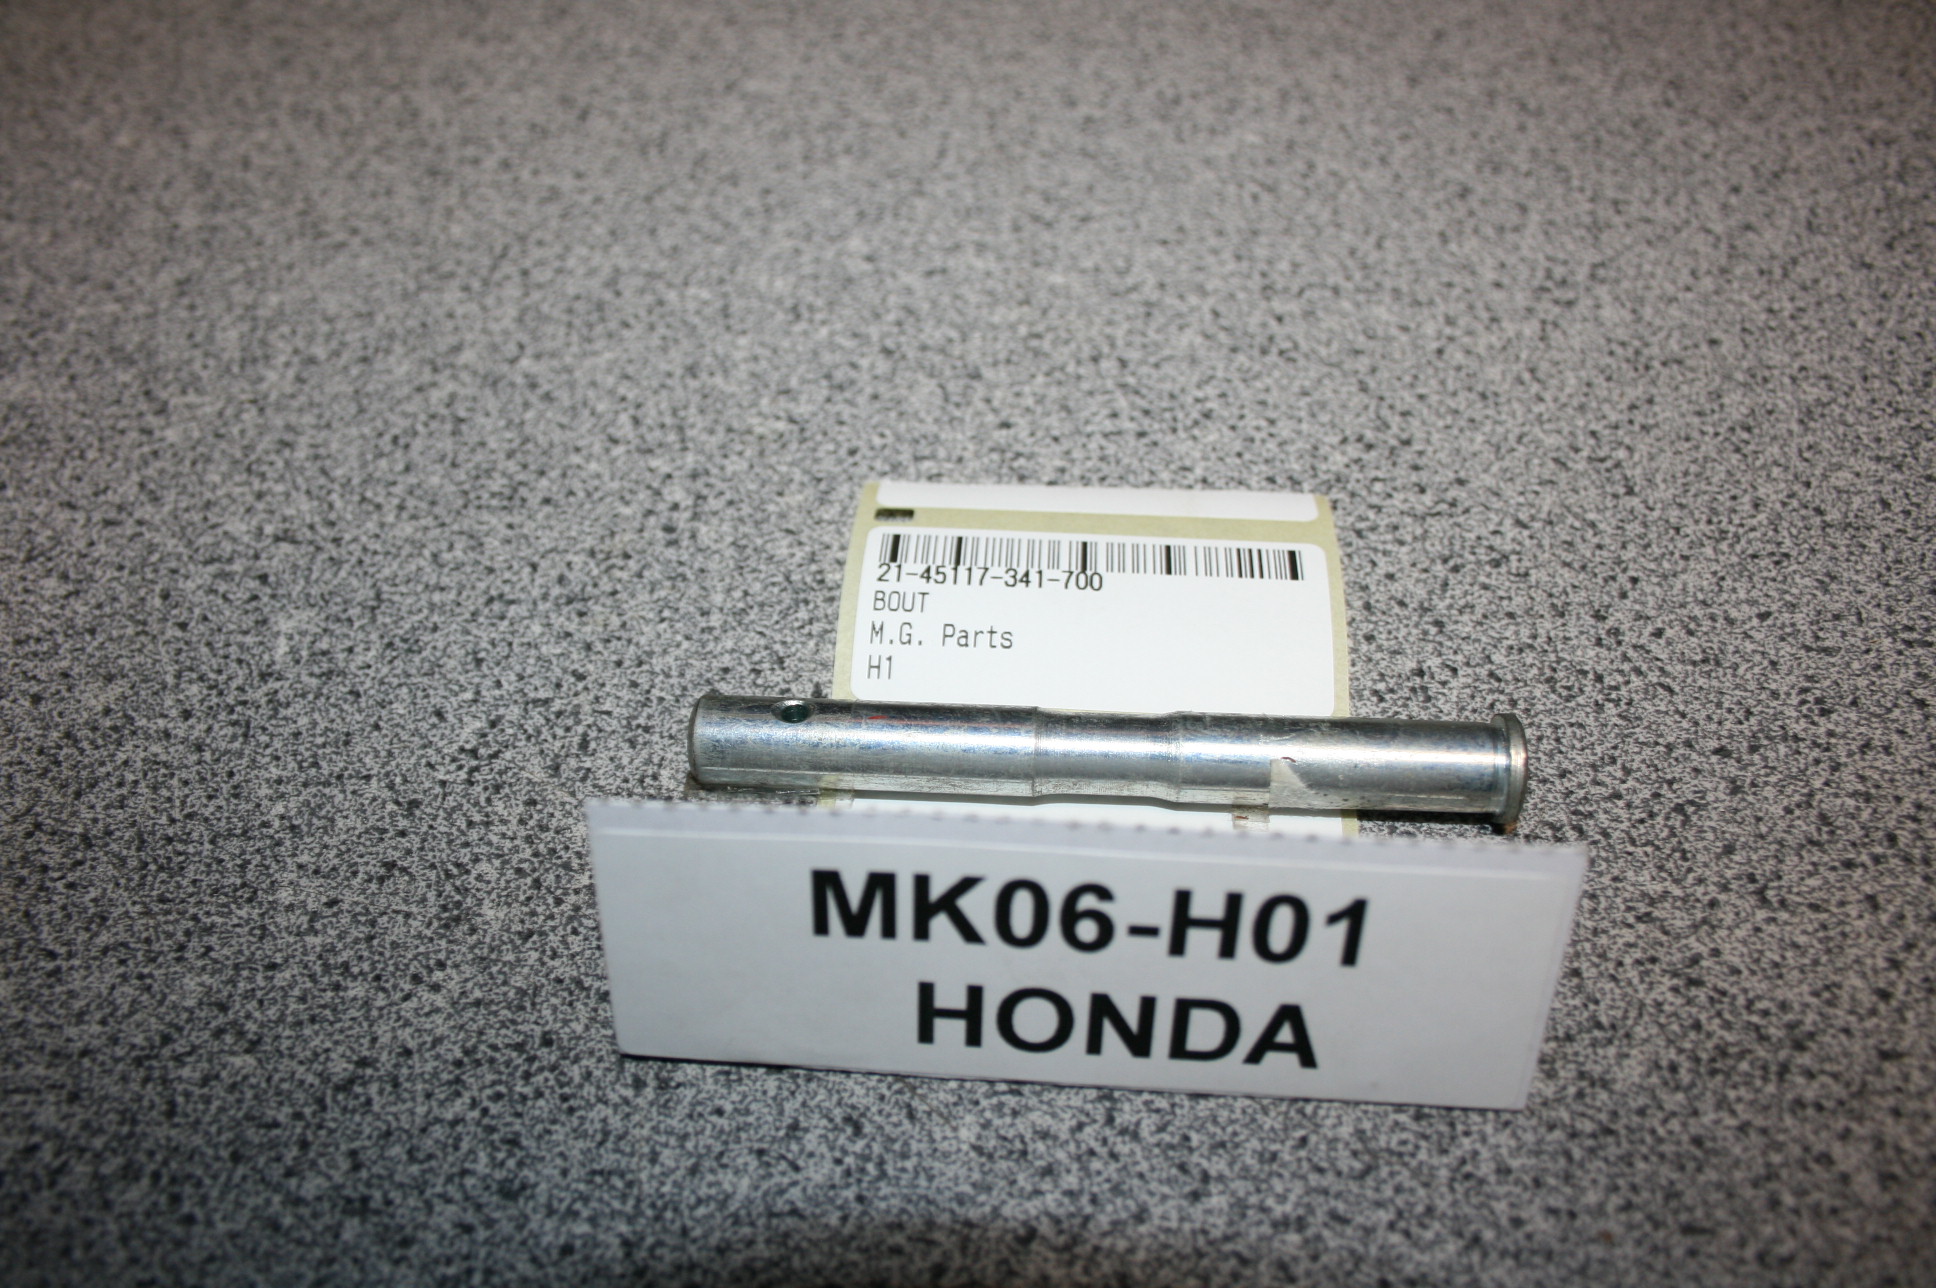 21-45117-341-700
BOUT
M.G. Parts
H1
MK06-H01
HONDA